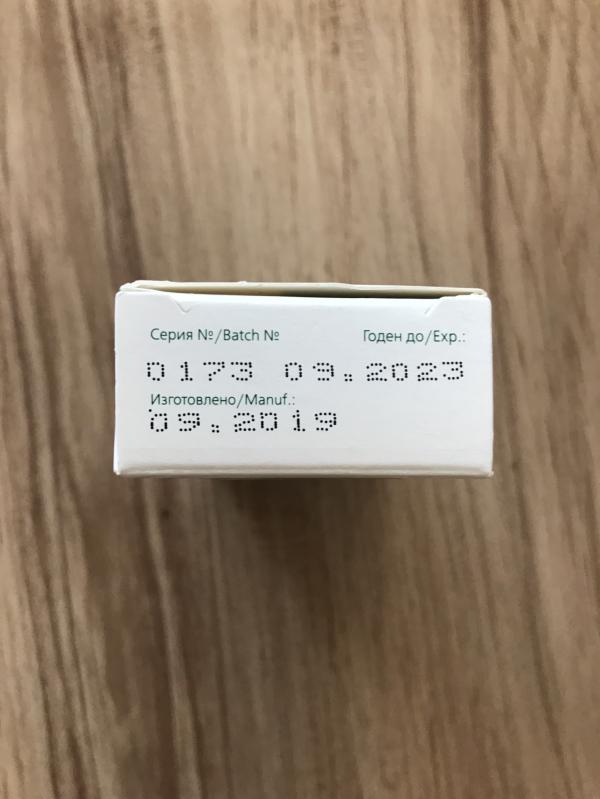 Серия №/Batch № Годен до/Exp.:
0173 09.2023
Изготовлено/Manuf.:
09.2019